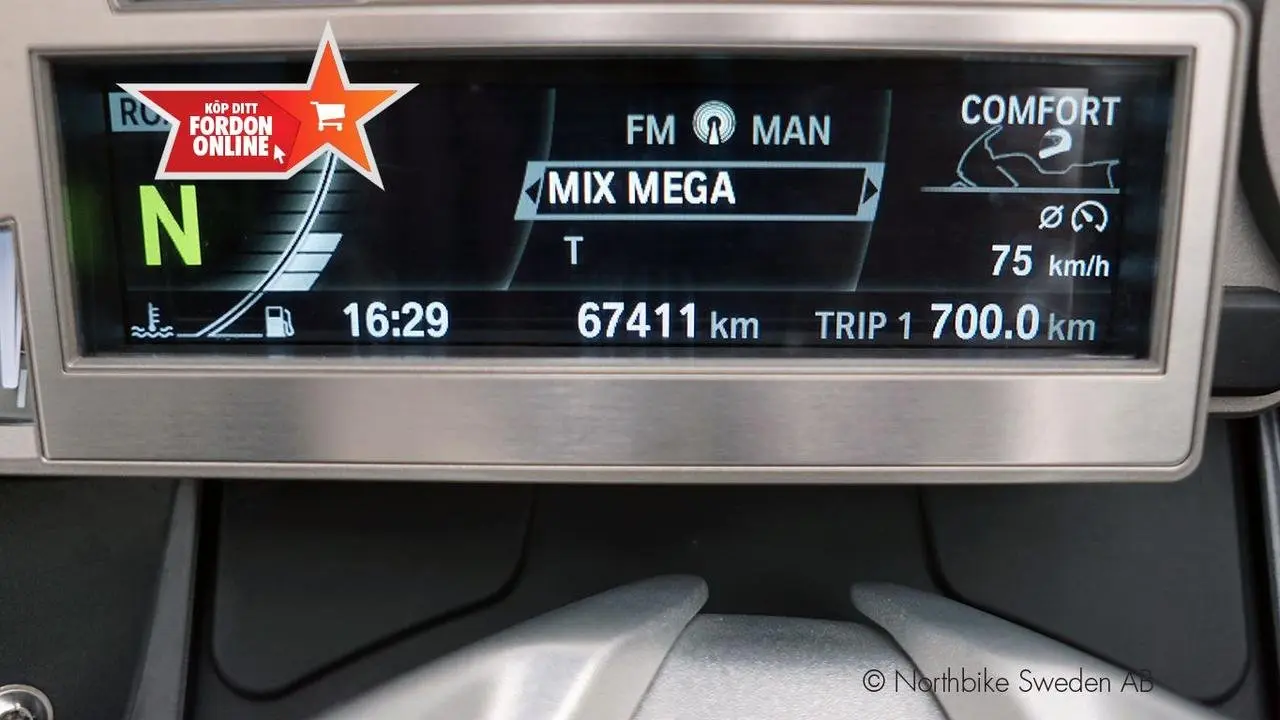 KÖP DITT
FORDON
ONLINE
FM MAN
COMFORT
MIX MEGA
N
T
75 km/h
16:29 67411 km TRIP 1 700.0 km
© Northbike Sweden AB